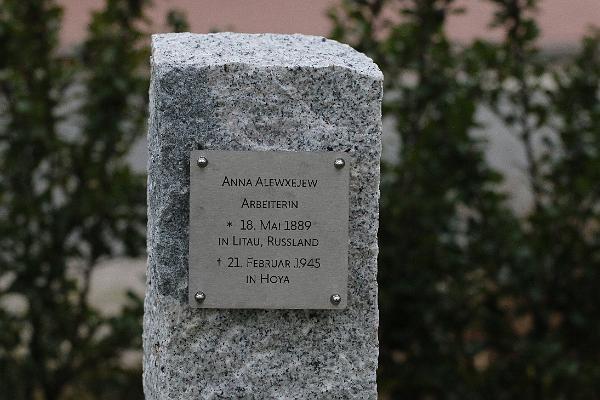 Anna Alewxejew
Arbeiterin
* 18. Mai 1889
in Litau, Russland
† 21. Februar 1945
in Hoya